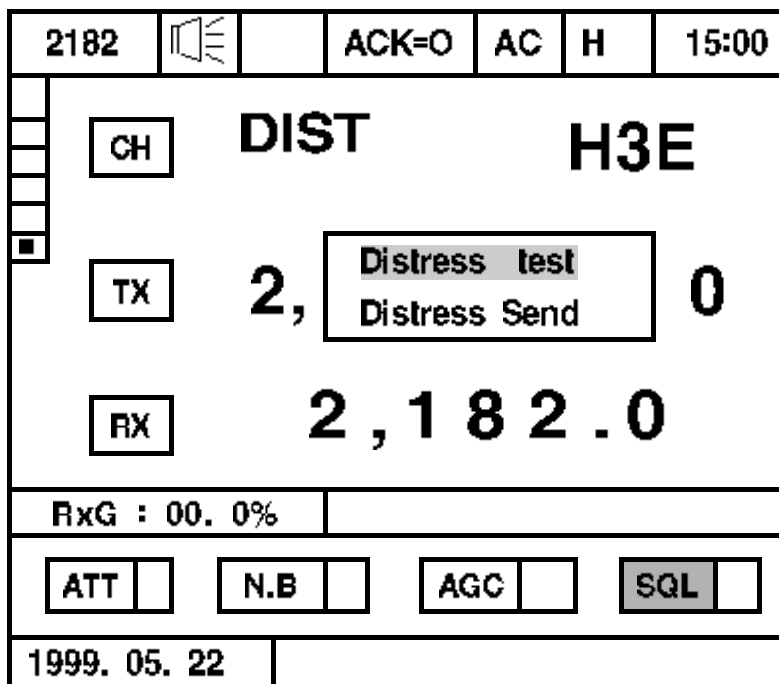 2182 ACK=O AC H 15:00
CH DIST H3E
Distress test
TX 2, 0
Distress Send
RX 2,182.0
RxG : 00. 0%
ATT N.B AGC SQL
1999. 05. 22